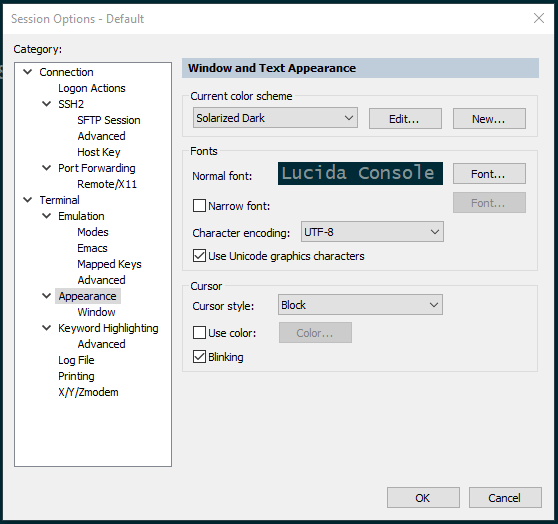 Session Options - Default
Category:
Connection
Logon Actions
SSH2
SFTP Session
Advanced
Host Key
Port Forwarding
Remote/X11
Terminal
Emulation
Modes
Emacs
Mapped Keys
Advanced
Appearance
Window
Keyword Highlighting
Advanced
Log File
Printing
X/Y/Zmodem
Window and Text Appearance
Current color scheme
Solarized Dark
Edit...
New...
Fonts
Normal font:
Lucida Console
Font...
Narrow font:
Font...
Character encoding:
UTF-8
Use Unicode graphics characters
Cursor
Cursor style:
Block
Use color:
Color...
Blinking
OK
Cancel